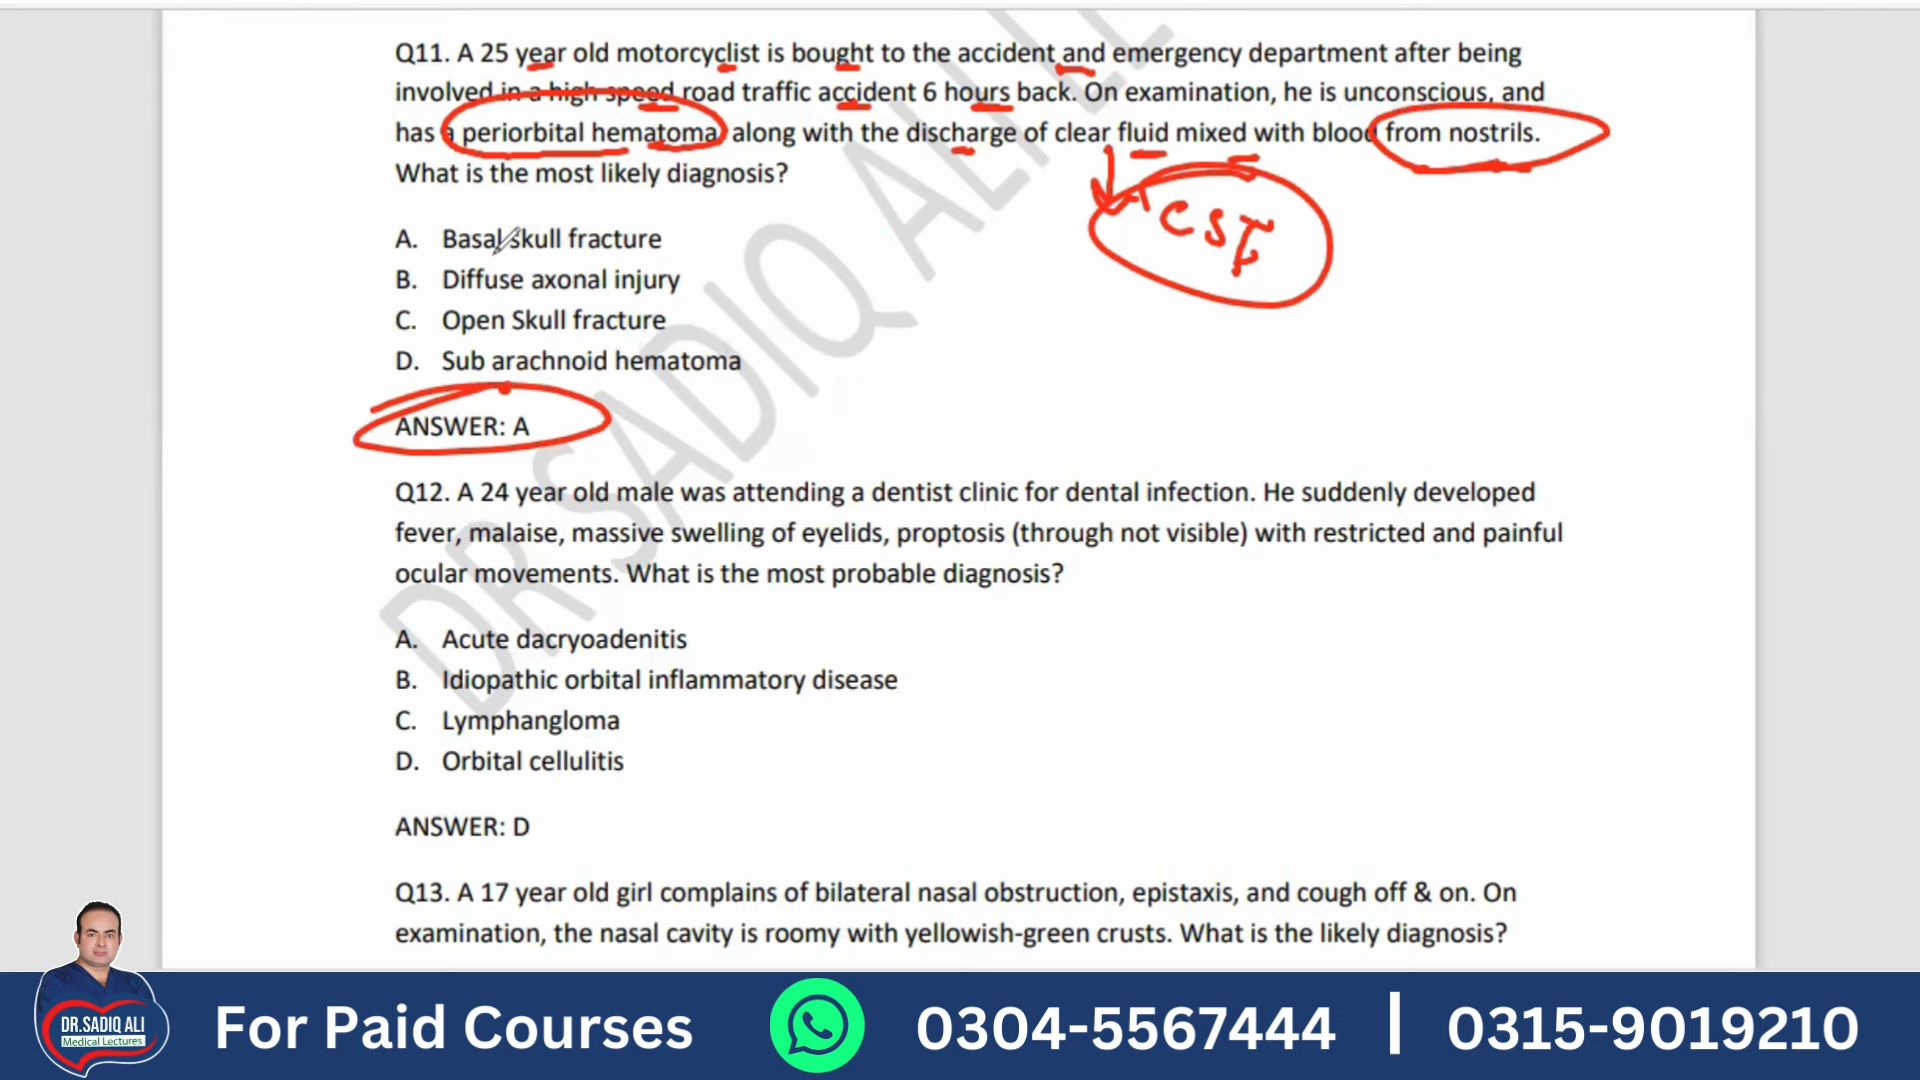 Q11. A 25 year old motorcyclist is bought to the accident and emergency department after being
involved in a high speed road traffic accident 6 hours back. On examination, he is unconscious, and
has a periorbital hematoma, along with the discharge of clear fluid mixed with blood from nostrils.
What is the most likely diagnosis?
CSF
A. Basal skull fracture
B. Diffuse axonal injury
C. Open Skull fracture
D. Sub arachnoid hematoma
ANSWER: A
Q12. A 24 year old male was attending a dentist clinic for dental infection. He suddenly developed
fever, malaise, massive swelling of eyelids, proptosis (through not visible) with restricted and painful
ocular movements. What is the most probable diagnosis?
A. Acute dacryoadenitis
B. Idiopathic orbital inflammatory disease
C. Lymphangloma
D. Orbital cellulitis
ANSWER: D
Q13. A 17 year old girl complains of bilateral nasal obstruction, epistaxis, and cough off & on. On
examination, the nasal cavity is roomy with yellowish-green crusts. What is the likely diagnosis?
DR SADIQ ALI
DR.SADIQ ALI
Medical Lectures
For Paid Courses 0304-5567444 | 0315-9019210